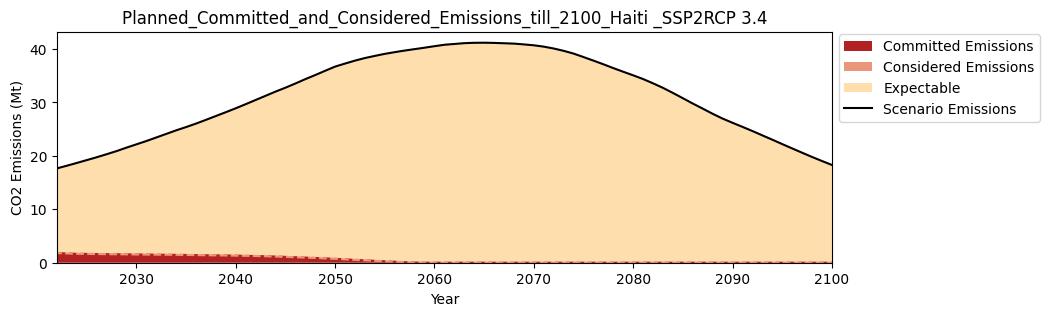 Planned_Committed_and_Considered_Emissions_till_2100_Haiti _SSP2RCP 3.4
Committed Emissions
Considered Emissions
Expectable
Scenario Emissions
CO2 Emissions (Mt)
40
30
20
10
0
2030 2040 2050 2060 2070 2080 2090 2100
Year